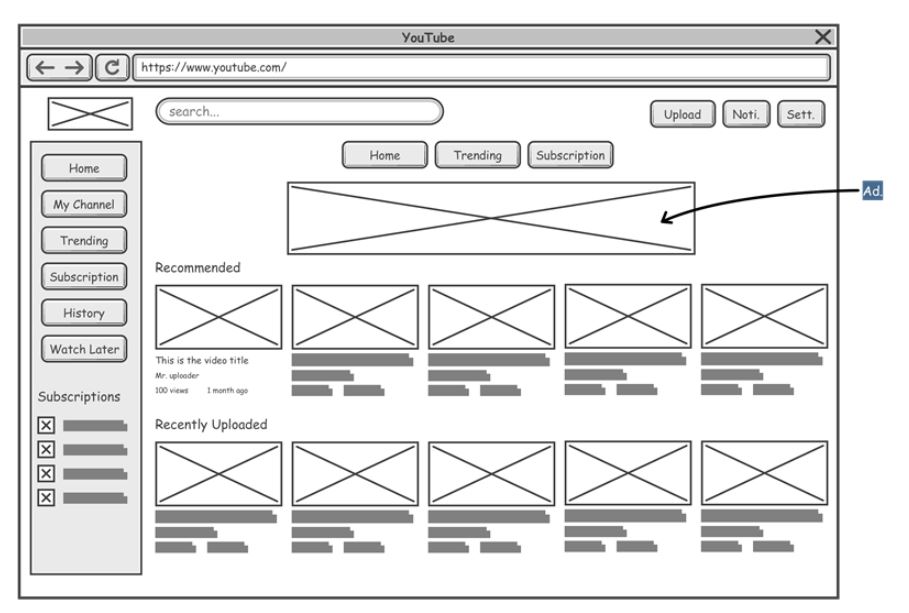 YouTube
https://www.youtube.com/
search...
Upload Noti. Sett.
Home Trending Subscription
Ad.
Home
My Channel
Trending
Subscription
History
Watch Later
Subscriptions
Recommended
This is the video title
Mr. uploader
100 views 1 month ago
Recently Uploaded